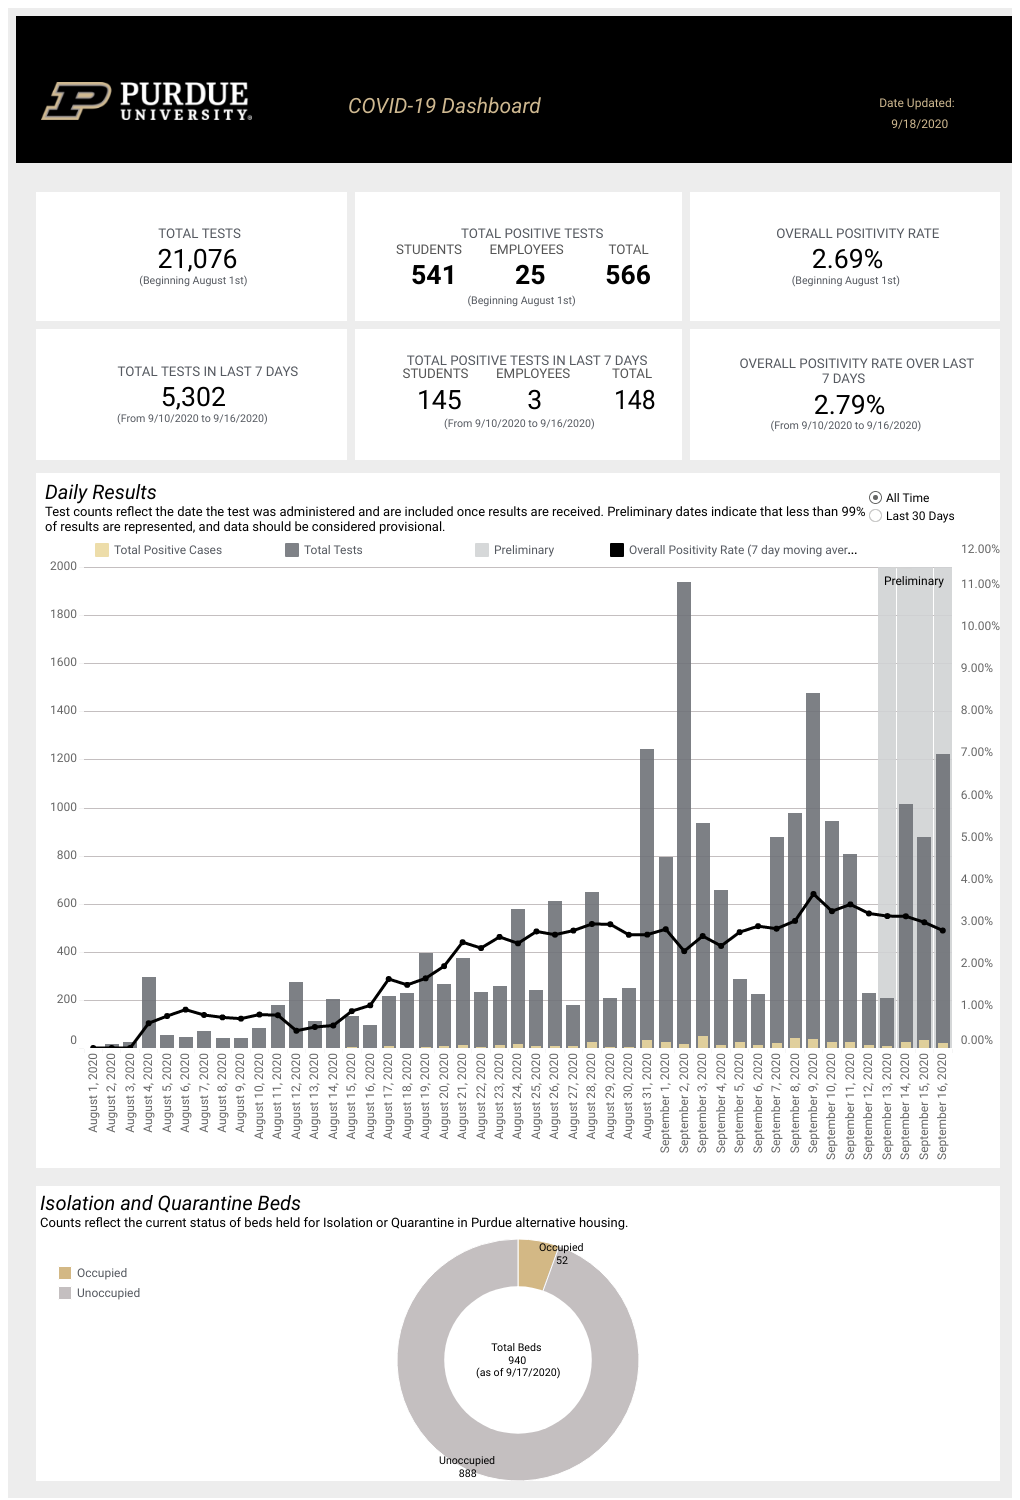 PURDUE
UNIVERSITY®
COVID-19 Dashboard
Date Updated:
9/18/2020
TOTAL TESTS
21,076
(Beginning August 1st)
TOTAL POSITIVE TESTS
STUDENTS EMPLOYEES TOTAL
541 25 566
(Beginning August 1st)
OVERALL POSITIVITY RATE
2.69%
(Beginning August 1st)
TOTAL TESTS IN LAST 7 DAYS
5,302
(From 9/10/2020 to 9/16/2020)
TOTAL POSITIVE TESTS IN LAST 7 DAYS
STUDENTS EMPLOYEES TOTAL
145 3 148
(From 9/10/2020 to 9/16/2020)
OVERALL POSITIVITY RATE OVER LAST
7 DAYS
2.79%
(From 9/10/2020 to 9/16/2020)
Daily Results
Test counts reflect the date the test was administered and are included once results are received. Preliminary dates indicate that less than 99%
of results are represented, and data should be considered provisional.
All Time
Last 30 Days
Total Positive Cases
Total Tests
Preliminary
Overall Positivity Rate (7 day moving aver...
2000
1800
1600
1400
1200
1000
800
600
400
200
0
Preliminary
12.00%
11.00%
10.00%
9.00%
8.00%
7.00%
6.00%
5.00%
4.00%
3.00%
2.00%
1.00%
0.00%
August 1, 2020
August 2, 2020
August 3, 2020
August 4, 2020
August 5, 2020
August 6, 2020
August 7, 2020
August 8, 2020
August 9, 2020
August 10, 2020
August 11, 2020
August 12, 2020
August 13, 2020
August 14, 2020
August 15, 2020
August 16, 2020
August 17, 2020
August 18, 2020
August 19, 2020
August 20, 2020
August 21, 2020
August 22, 2020
August 23, 2020
August 24, 2020
August 25, 2020
August 26, 2020
August 27, 2020
August 28, 2020
August 29, 2020
August 30, 2020
August 31, 2020
September 1, 2020
September 2, 2020
September 3, 2020
September 4, 2020
September 5, 2020
September 6, 2020
September 7, 2020
September 8, 2020
September 9, 2020
September 10, 2020
September 11, 2020
September 12, 2020
September 13, 2020
September 14, 2020
September 15, 2020
September 16, 2020
Isolation and Quarantine Beds
Counts reflect the current status of beds held for Isolation or Quarantine in Purdue alternative housing.
Occupied
Unoccupied
Occupied
52
Total Beds
940
(as of 9/17/2020)
Unoccupied
888